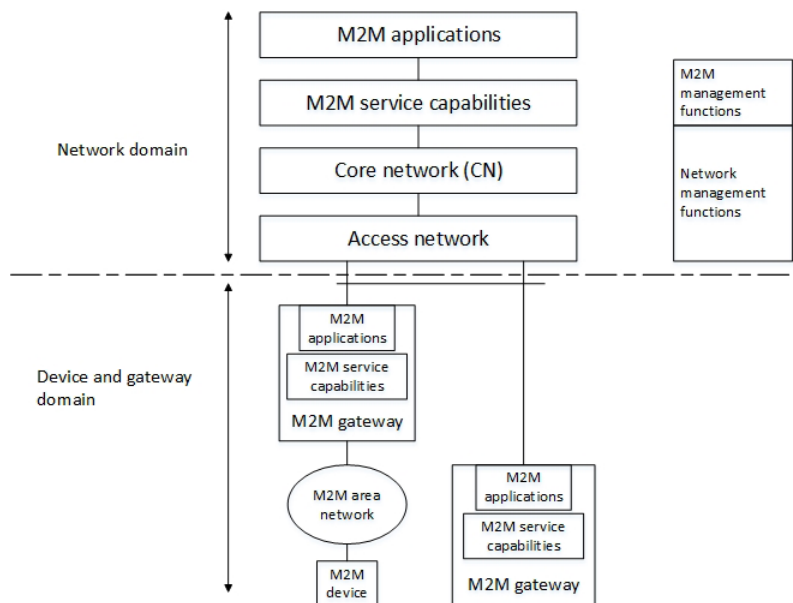 M2M applications
M2M service capabilities
Core network (CN)
Access network
Network domain
M2M
management
functions
Network
management
functions
Device and gateway
domain
M2M
applications
M2M service
capabilities
M2M gateway
M2M area
network
M2M
device
M2M
applications
M2M service
capabilities
M2M gateway